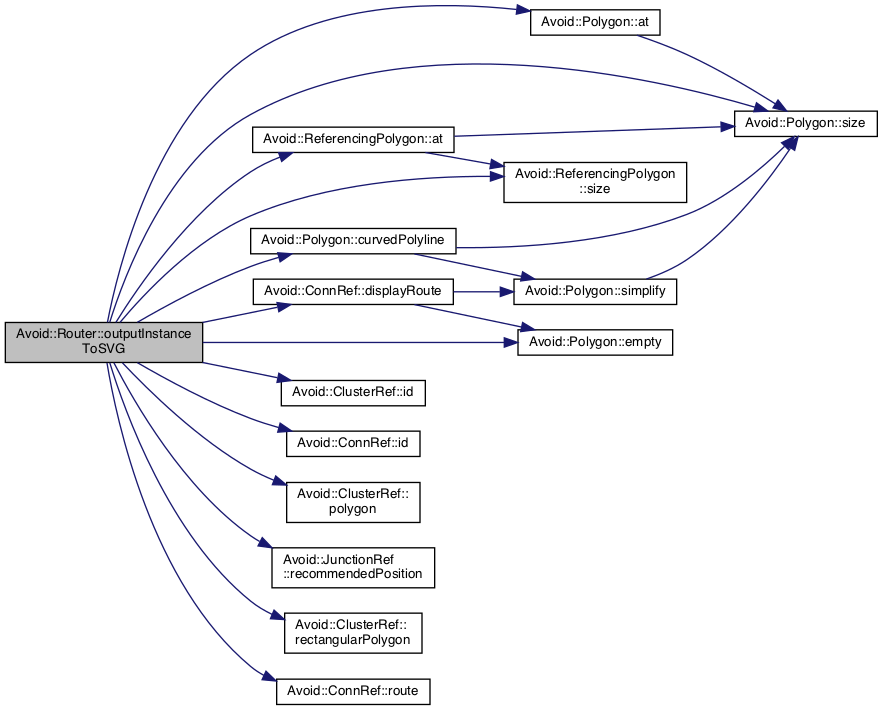 Avoid::Polygon::at
Avoid::Polygon::size
Avoid::ReferencingPolygon::at
Avoid::ReferencingPolygon
::size
Avoid::Polygon::curvedPolyline
Avoid::ConnRef::displayRoute
Avoid::Polygon::simplify
Avoid::Router::outputInstance
ToSVG
Avoid::Polygon::empty
Avoid::ClusterRef::id
Avoid::ConnRef::id
Avoid::ClusterRef::
polygon
Avoid::JunctionRef
::recommendedPosition
Avoid::ClusterRef::
rectangularPolygon
Avoid::ConnRef::route